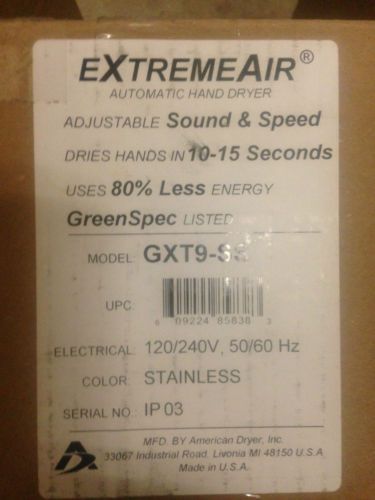 EXTREMEAIR®
AUTOMATIC HAND DRYER
ADJUSTABLE Sound & Speed
DRIES HANDS IN 10-15 Seconds
USES 80% Less ENERGY
GreenSpec LISTED
MODEL: GXT9-SS
UPC:
6 09224 85838 3
ELECTRICAL: 120/240V, 50/60 Hz
COLOR: STAINLESS
SERIAL NO.: IP 03
MFD. BY American Dryer, Inc.
33067 Industrial Road. Livonia MI 48150 U.S.A
Made in U.S.A.